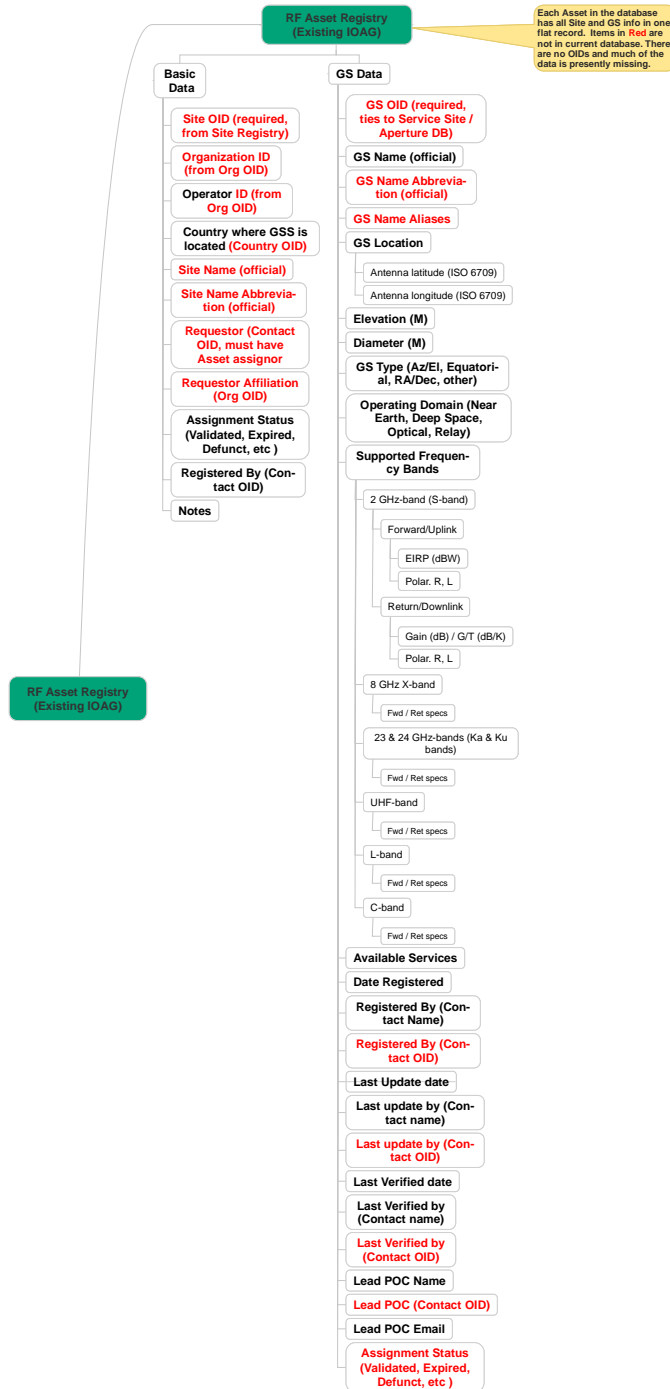 RF Asset Registry
(Existing IOAG)
Each Asset in the database
has all Site and GS info in one
flat record. Items in Red are
not in current database. There
are no OIDs and much of the
data is presently missing.
Basic
Data
Site OID (required,
from Site Registry)
Organization ID
(from Org OID)
Operator ID (from
Org OID)
Country where GSS is
located (Country OID)
Site Name (official)
Site Name Abbrevia-
tion (official)
Requestor (Contact
OID, must have
Asset assignor
Requestor Affiliation
(Org OID)
Assignment Status
(Validated, Expired,
Defunct, etc )
Registered By (Con-
tact OID)
Notes
GS Data
GS OID (required,
ties to Service Site /
Aperture DB)
GS Name (official)
GS Name Abbrevia-
tion (official)
GS Name Aliases
GS Location
Antenna latitude (ISO 6709)
Antenna longitude (ISO 6709)
Elevation (M)
Diameter (M)
GS Type (Az/El, Equatori-
al, RA/Dec, other)
Operating Domain (Near
Earth, Deep Space,
Optical, Relay)
Supported Frequen-
cy Bands
2 GHz-band (S-band)
Forward/Uplink
EIRP (dBW)
Polar. R, L
Return/Downlink
Gain (dB) / G/T (dB/K)
Polar. R, L
8 GHz X-band
Fwd / Ret specs
23 & 24 GHz-bands (Ka & Ku
bands)
Fwd / Ret specs
UHF-band
Fwd / Ret specs
L-band
Fwd / Ret specs
C-band
Fwd / Ret specs
Available Services
Date Registered
Registered By (Con-
tact Name)
Registered By (Con-
tact OID)
Last Update date
Last update by (Con-
tact name)
Last update by (Con-
tact OID)
Last Verified date
Last Verified by
(Contact name)
Last Verified by
(Contact OID)
Lead POC Name
Lead POC (Contact OID)
Lead POC Email
Assignment Status
(Validated, Expired,
Defunct, etc )
RF Asset Registry
(Existing IOAG)